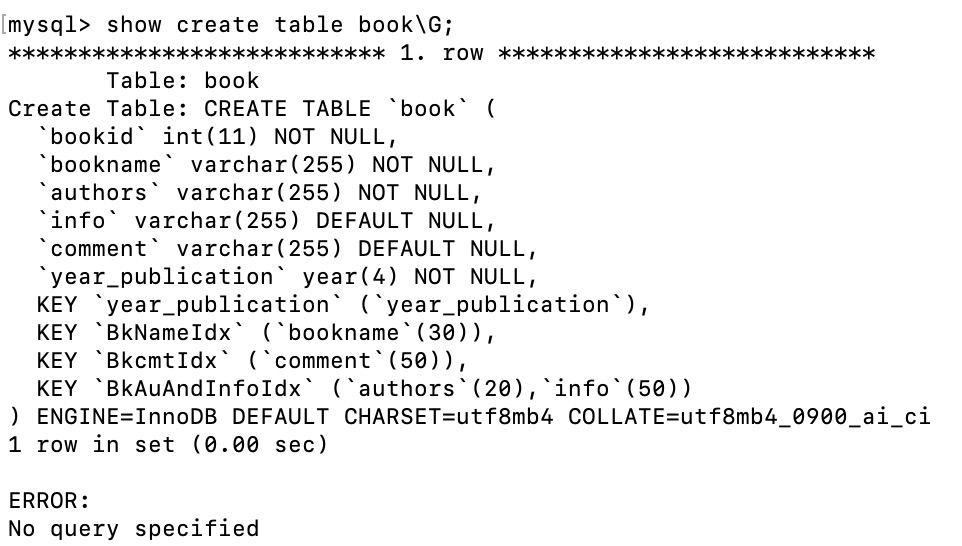 [mysql> show create table book\G;
*************************** 1. row ***************************
       Table: book
Create Table: CREATE TABLE `book` (
  `bookid` int(11) NOT NULL,
  `bookname` varchar(255) NOT NULL,
  `authors` varchar(255) NOT NULL,
  `info` varchar(255) DEFAULT NULL,
  `comment` varchar(255) DEFAULT NULL,
  `year_publication` year(4) NOT NULL,
  KEY `year_publication` (`year_publication`),
  KEY `BkNameIdx` (`bookname`(30)),
  KEY `BkcmtIdx` (`comment`(50)),
  KEY `BkAuAndInfoIdx` (`authors`(20),`info`(50))
) ENGINE=InnoDB DEFAULT CHARSET=utf8mb4 COLLATE=utf8mb4_0900_ai_ci
1 row in set (0.00 sec)

ERROR:
No query specified